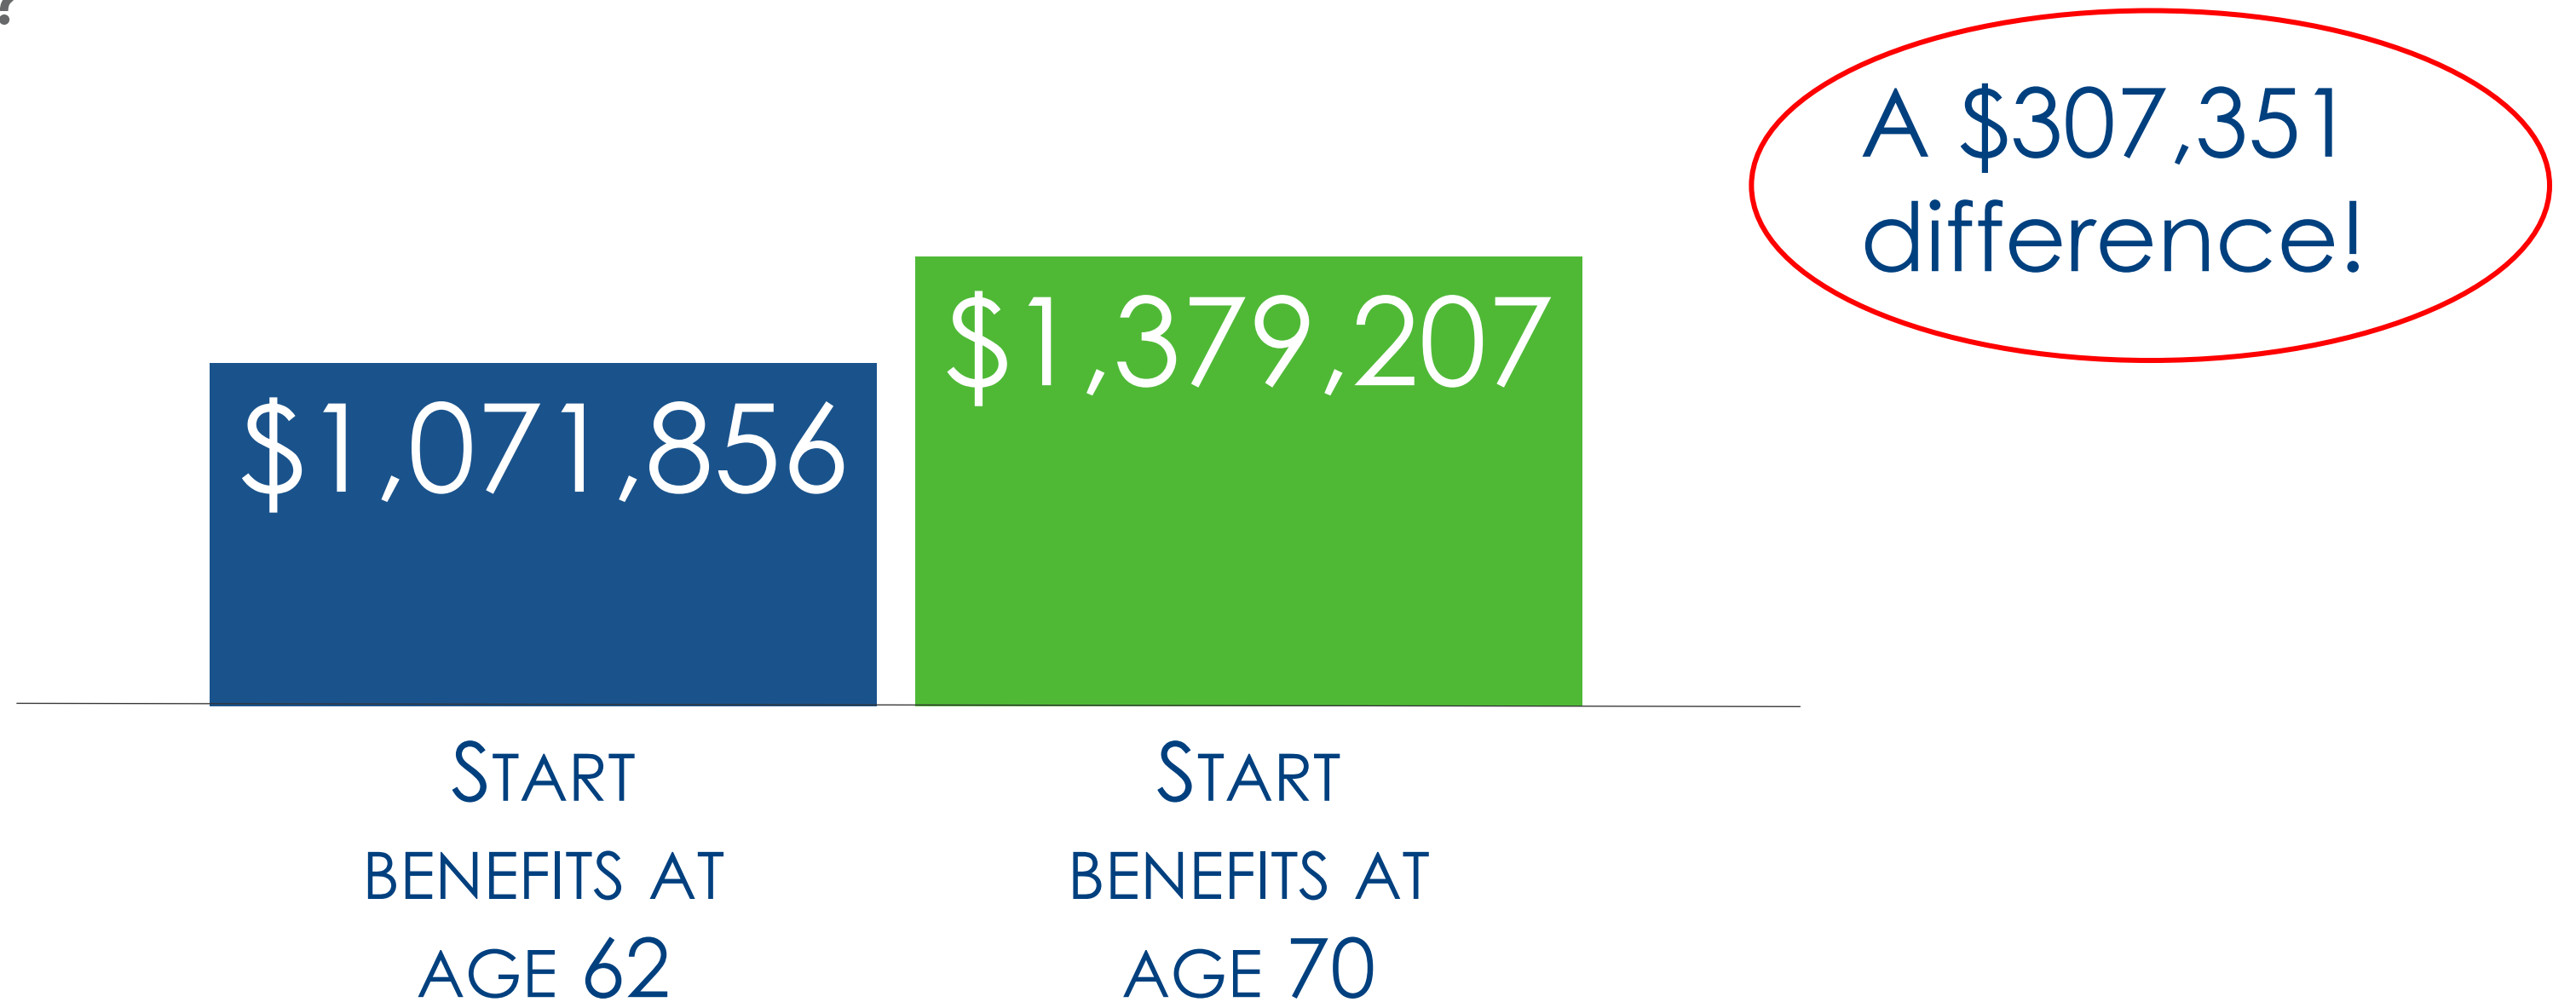 ?
A $307,351
difference!
$1,379,207
$1,071,856
START
BENEFITS AT
AGE 62
START
BENEFITS AT
AGE 70